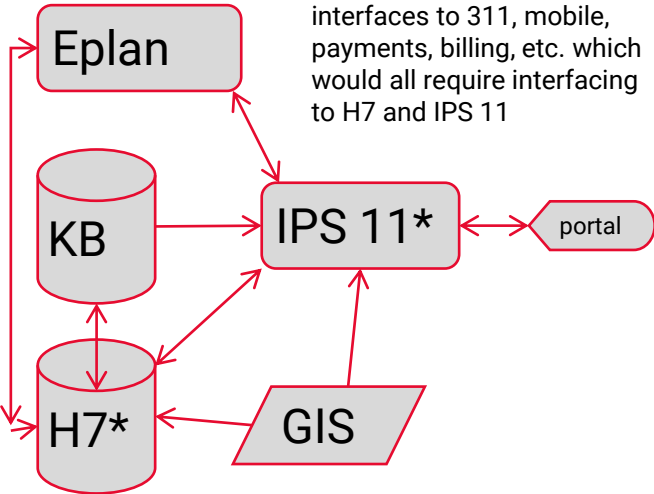 interfaces to 311, mobile,
payments, billing, etc. which
would all require interfacing
to H7 and IPS 11
Eplan
KB
IPS 11*
portal
H7*
GIS